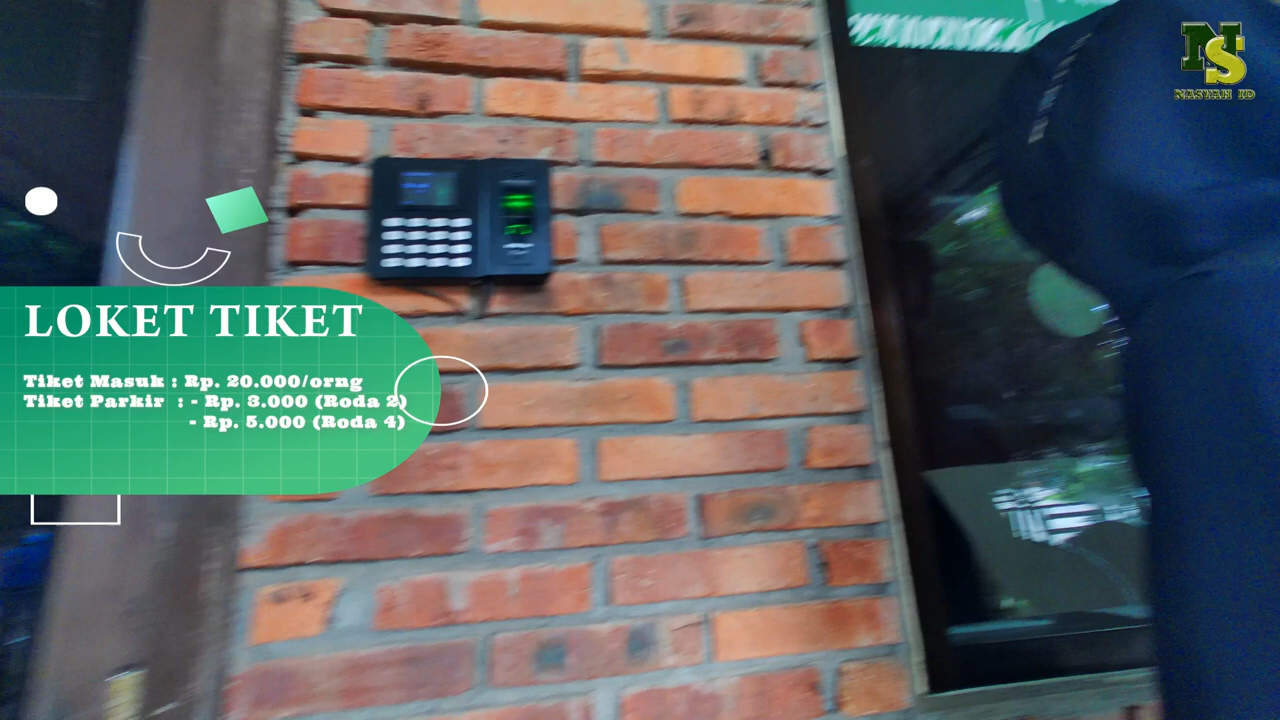 NS
NASYAH ID
LOKET TIKET
Tiket Masuk : Rp. 20.000/orng
Tiket Parkir : - Rp. 3.000 (Roda 2)
- Rp. 5.000 (Roda 4)